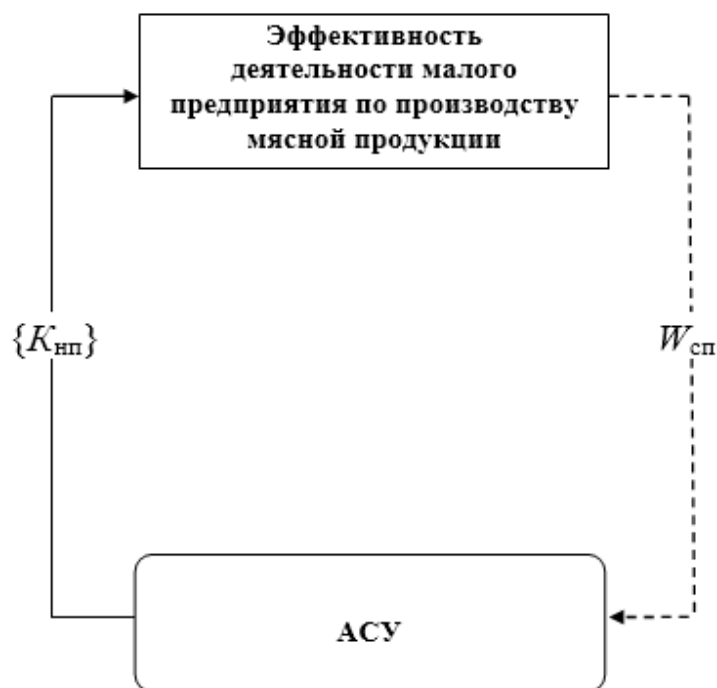 Эффективность
деятельности малого
предприятия по производству
мясной продукции
{Kнп}
Wсп
АСУ